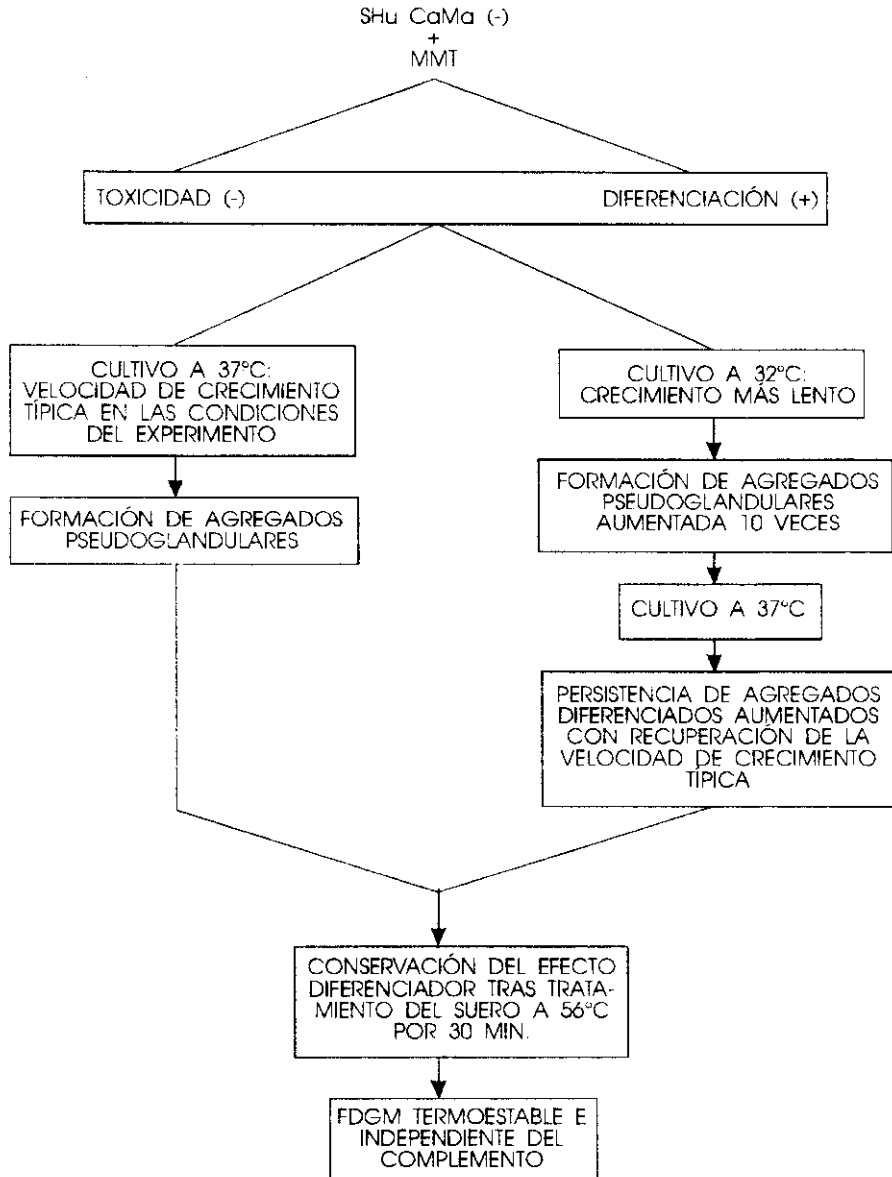 SHu CaMa (-)
+
MMT
TOXICIDAD (-)
DIFERENCIACIÓN (+)
CULTIVO A 37°C:
VELOCIDAD DE CRECIMIENTO
TÍPICA EN LAS CONDICIONES
DEL EXPERIMENTO
FORMACIÓN DE AGREGADOS
PSEUDOGLANDULARES
CULTIVO A 32°C:
CRECIMIENTO MÁS LENTO
FORMACIÓN DE AGREGADOS
PSEUDOGLANDULARES
AUMENTADA 10 VECES
CULTIVO A 37°C
PERSISTENCIA DE AGREGADOS
DIFERENCIADOS AUMENTADOS
CON RECUPERACIÓN DE LA
VELOCIDAD DE CRECIMIENTO
TÍPICA
CONSERVACIÓN DEL EFECTO
DIFERENCIADOR TRAS TRATA-
MIENTO DEL SUERO A 56°C
POR 30 MIN.
FDGM TERMOESTABLE E
INDEPENDIENTE DEL
COMPLEMENTO